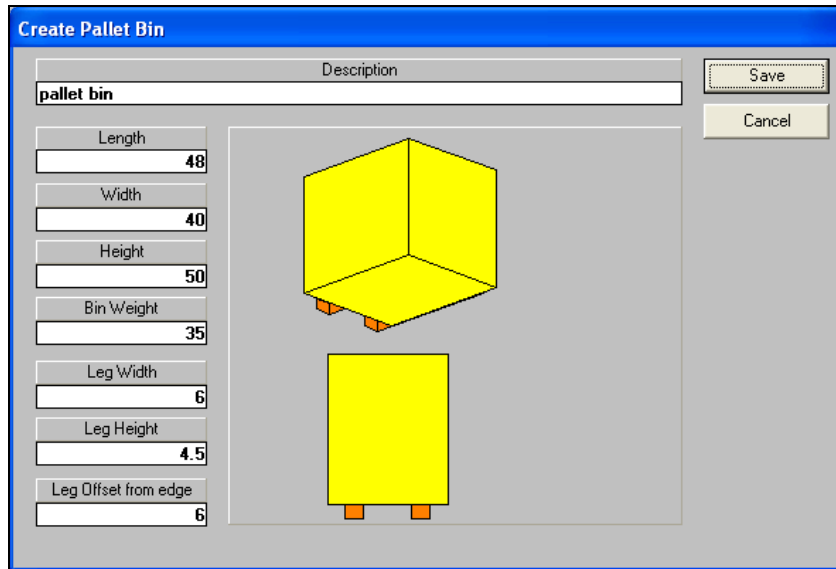 Create Pallet Bin
Description
pallet bin
Save
Cancel
Length
48
Width
40
Height
50
Bin Weight
35
Leg Width
6
Leg Height
4.5
Leg Offset from edge
6